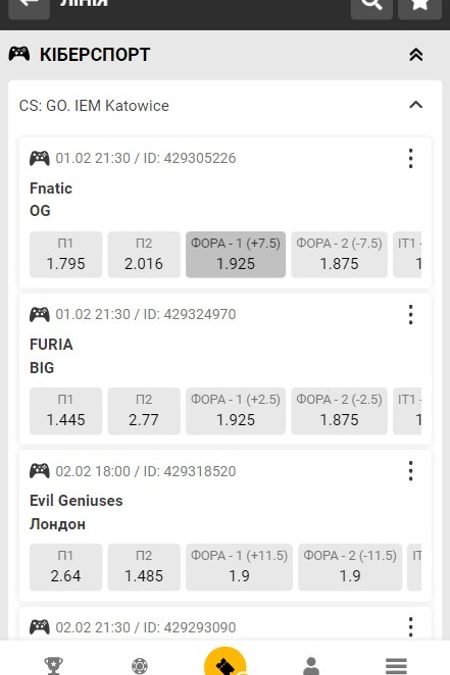 ЛІНІЯ
КІБЕРСПОРТ
CS: GO. IEM Katowice
01.02 21:30 / ID: 429305226
Fnatic
OG
П1 П2 ФОРА - 1 (+7.5) ФОРА - 2 (-7.5) ІТ1 -
1.795 2.016 1.925 1.875 1
01.02 21:30 / ID: 429324970
FURIA
BIG
П1 П2 ФОРА - 1 (+2.5) ФОРА - 2 (-2.5) ІТ1 -
1.445 2.77 1.925 1.875 1
02.02 18:00 / ID: 429318520
Evil Geniuses
Лондон
П1 П2 ФОРА - 1 (+11.5) ФОРА - 2 (-11.5) ІТ
2.64 1.485 1.9 1.9
02.02 21:30 / ID: 429293090